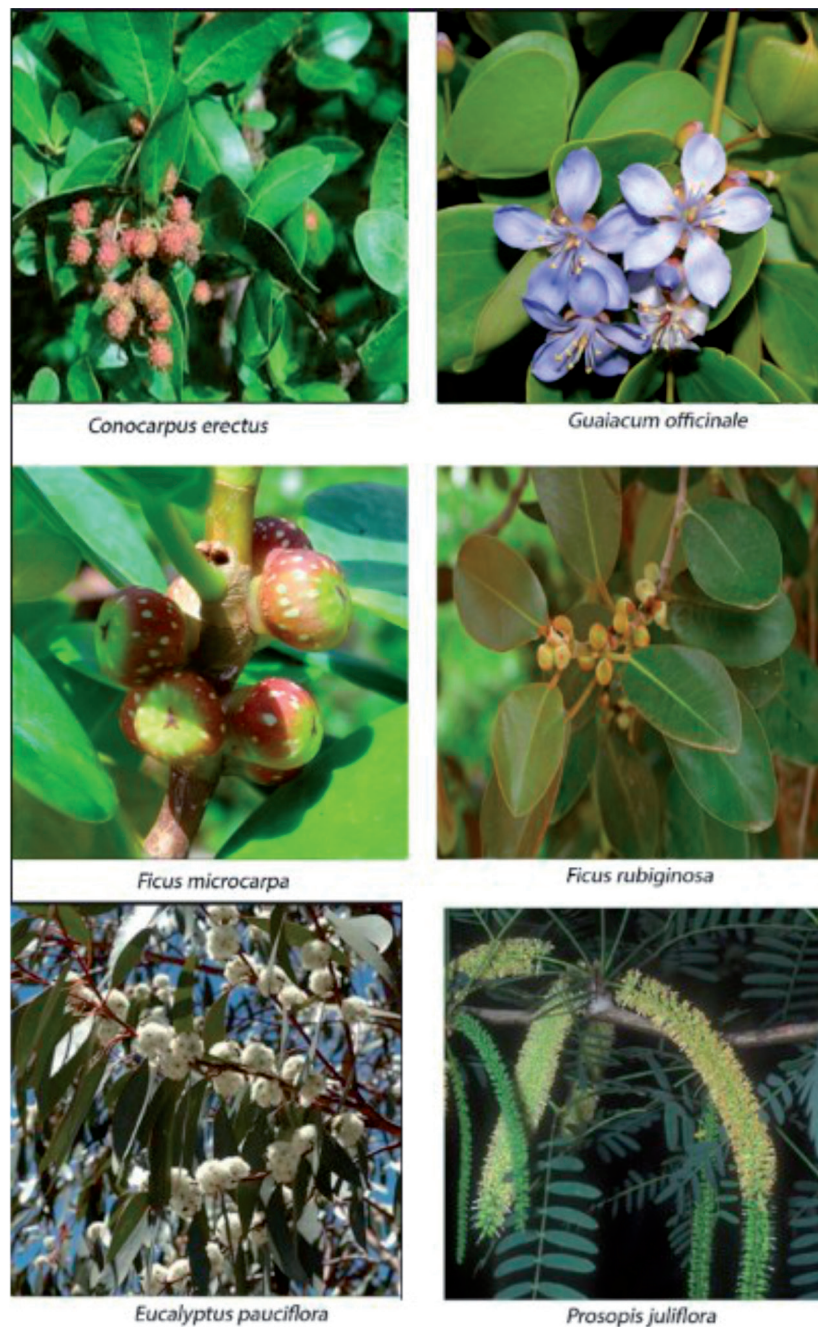 Conocarpus erectus
Guaiacum officinale
Ficus microcarpa
Ficus rubiginosa
Eucalyptus pauciflora
Prosopis juliflora